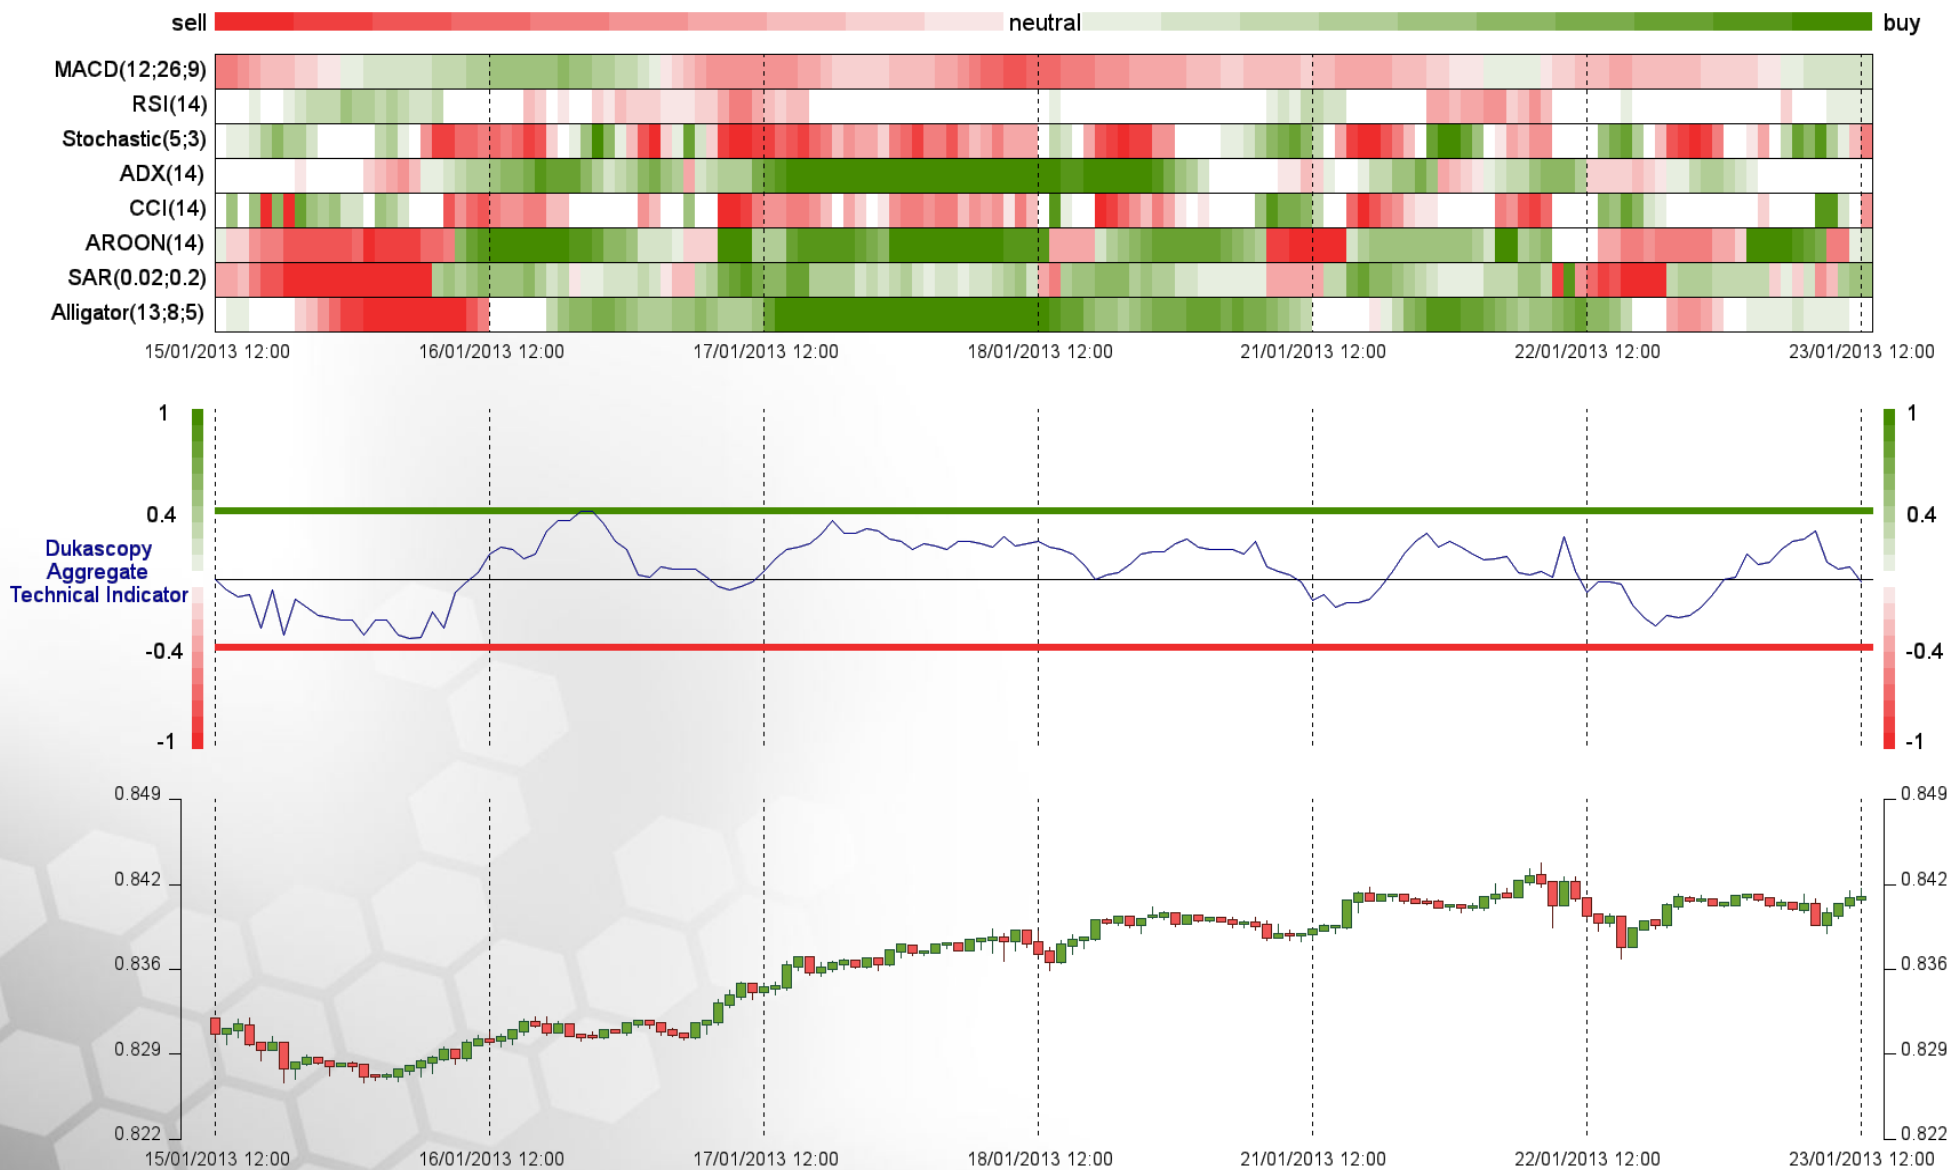 sell neutral buy
MACD(12;26;9)
RSI(14)
Stochastic(5;3)
ADX(14)
CCI(14)
AROON(14)
SAR(0.02;0.2)
Alligator(13;8;5)
15/01/2013 12:00 16/01/2013 12:00 17/01/2013 12:00 18/01/2013 12:00 21/01/2013 12:00 22/01/2013 12:00 23/01/2013 12:00
1 1
0.4 0.4
Dukascopy
Aggregate
Technical Indicator
-0.4 -0.4
-1 -1
0.849 0.849
0.842 0.842
0.836 0.836
0.829 0.829
0.822 0.822
15/01/2013 12:00 16/01/2013 12:00 17/01/2013 12:00 18/01/2013 12:00 21/01/2013 12:00 22/01/2013 12:00 23/01/2013 12:00